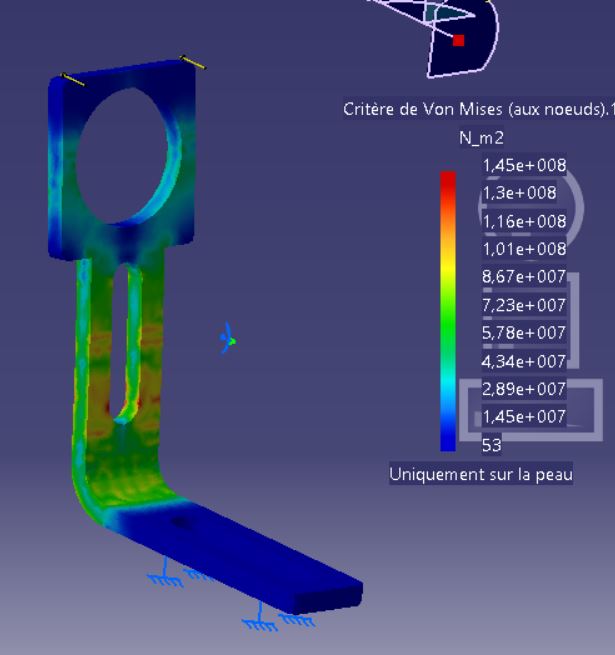 Critère de Von Mises (aux noeuds).1
N_m2
1,45e+008
1,3e+008
1,16e+008
1,01e+008
8,67e+007
7,23e+007
5,78e+007
4,34e+007
2,89e+007
1,45e+007
53
Uniquement sur la peau